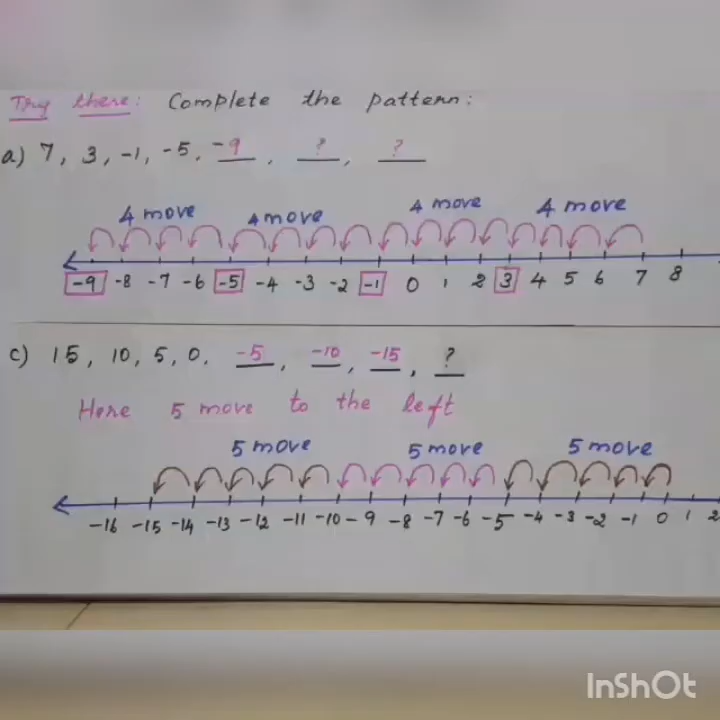 Try these: Complete the pattern:
a) 7, 3, -1, -5, -9, ?, ?
4 move 4 move 4 move 4 move
-9 -8 -7 -6 -5 -4 -3 -2 -1 0 1 2 3 4 5 6 7 8
c) 15, 10, 5, 0, -5, -10, -15, ?
Here 5 move to the left
5 move 5 move 5 move
-16 -15 -14 -13 -12 -11 -10 -9 -8 -7 -6 -5 -4 -3 -2 -1 0 1 2
InShOt